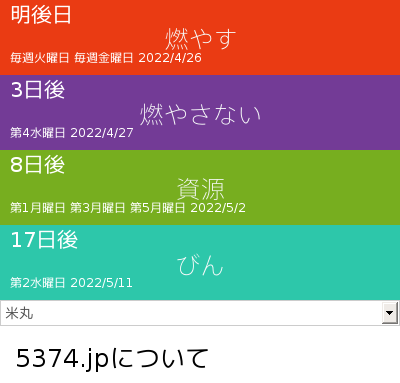 明後日
燃やす
毎週火曜日 毎週金曜日 2022/4/26
3日後
燃やさない
第4水曜日 2022/4/27
8日後
資源
第1月曜日 第3月曜日 第5月曜日 2022/5/2
17日後
びん
第2水曜日 2022/5/11
米丸
5374.jpについて